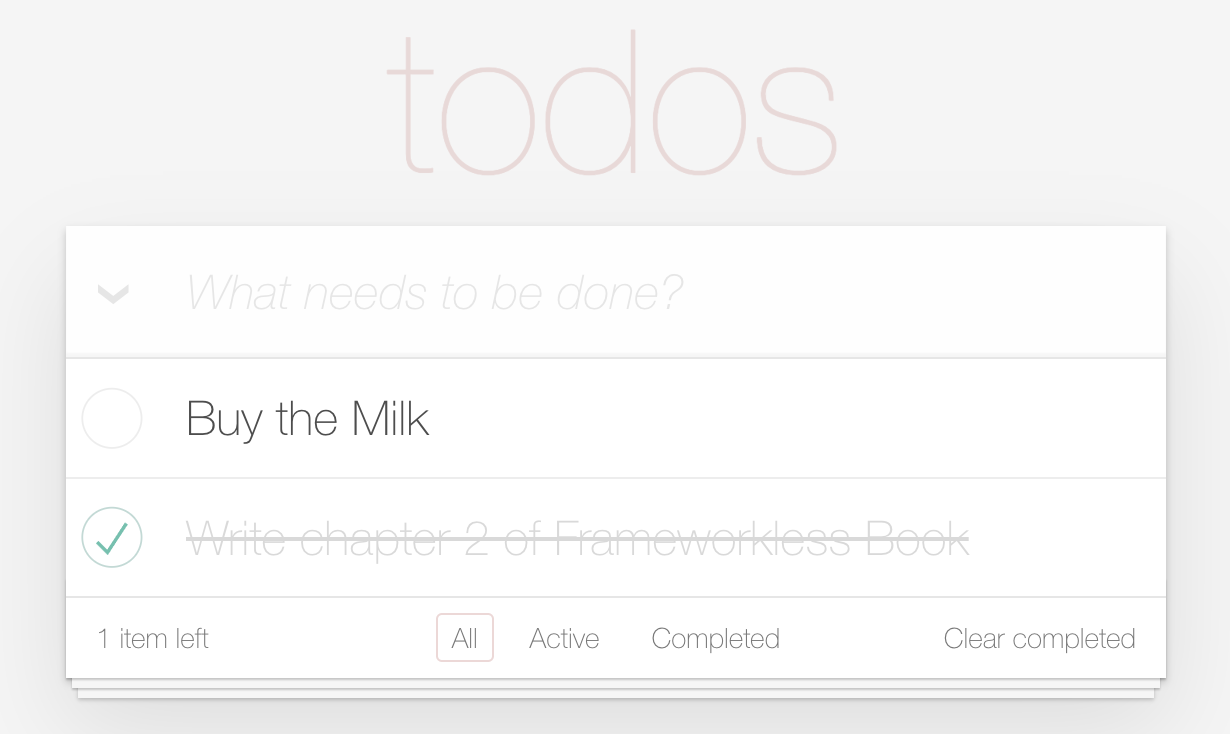 todos
What needs to be done?
Buy the Milk
Write chapter 2 of Frameworkless Book
1 item left All Active Completed Clear completed